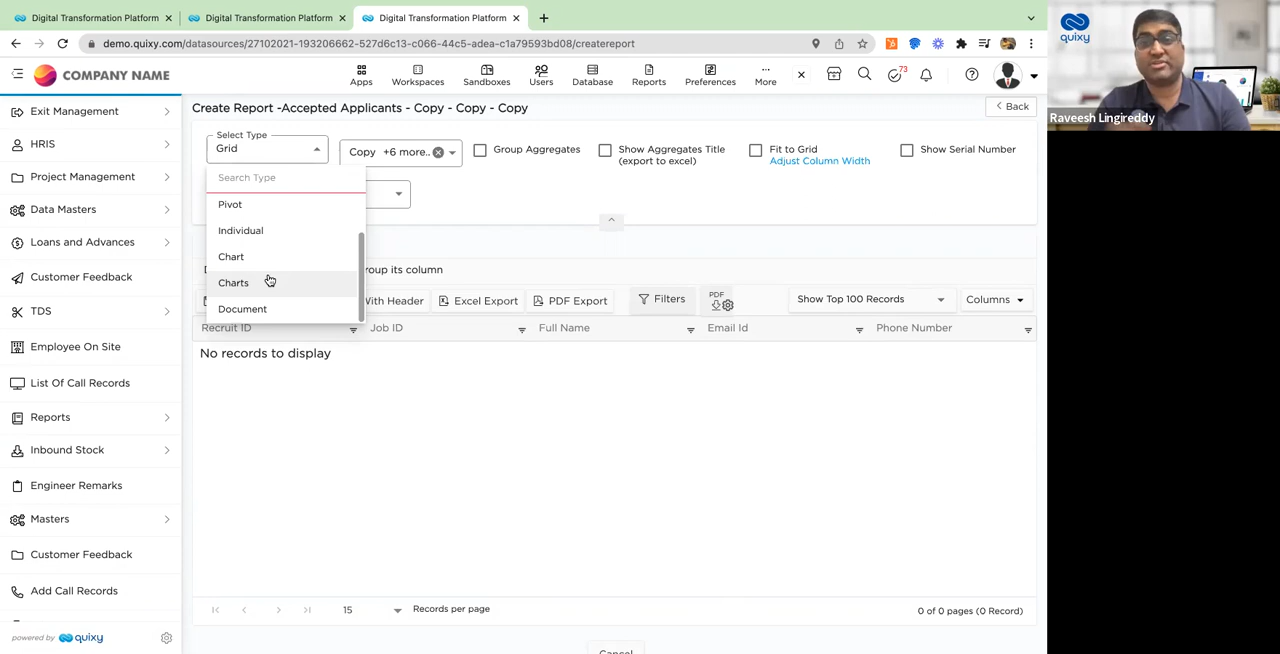 Digital Transformation Platform
Digital Transformation Platform
Digital Transformation Platform
demo.quixy.com/datasources/27102021-193206662-52fd6c13-c066-44c5-adea-c1a79593bd08/createreport
quixy
COMPANY NAME
Apps
Workspaces
Sandboxes
Users
Database
Reports
Preferences
More
73
Raveesh Lingireddy
Exit Management
HRIS
Project Management
Data Masters
Loans and Advances
Customer Feedback
TDS
Employee On Site
List Of Call Records
Reports
Inbound Stock
Engineer Remarks
Masters
Customer Feedback
Add Call Records
powered by quixy
Create Report -Accepted Applicants - Copy - Copy - Copy
Back
Select Type
Grid
Copy +6 more..
Group Aggregates
Show Aggregates Title
(export to excel)
Fit to Grid
Adjust Column Width
Show Serial Number
Search Type
Pivot
Individual
Chart
Charts
Document
roup its column
With Header
Excel Export
PDF Export
Filters
PDF
Show Top 100 Records
Columns
Recruit ID
Job ID
Full Name
Email Id
Phone Number
No records to display
15
Records per page
0 of 0 pages (0 Record)
Cancel